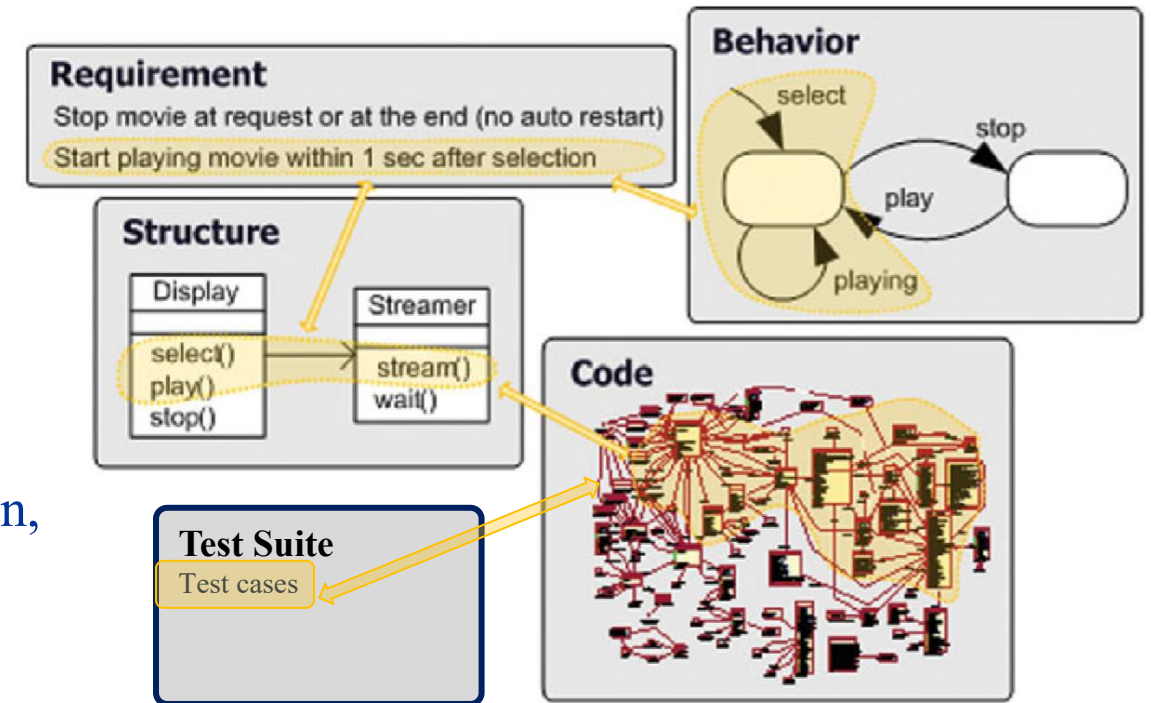 Requirement
Stop movie at request or at the end (no auto restart)
Start playing movie within 1 sec after selection
Behavior
select
stop
play
playing
Structure
Display
select()
play()
stop()
Streamer
stream()
wait()
Code
n,
Test Suite
Test cases